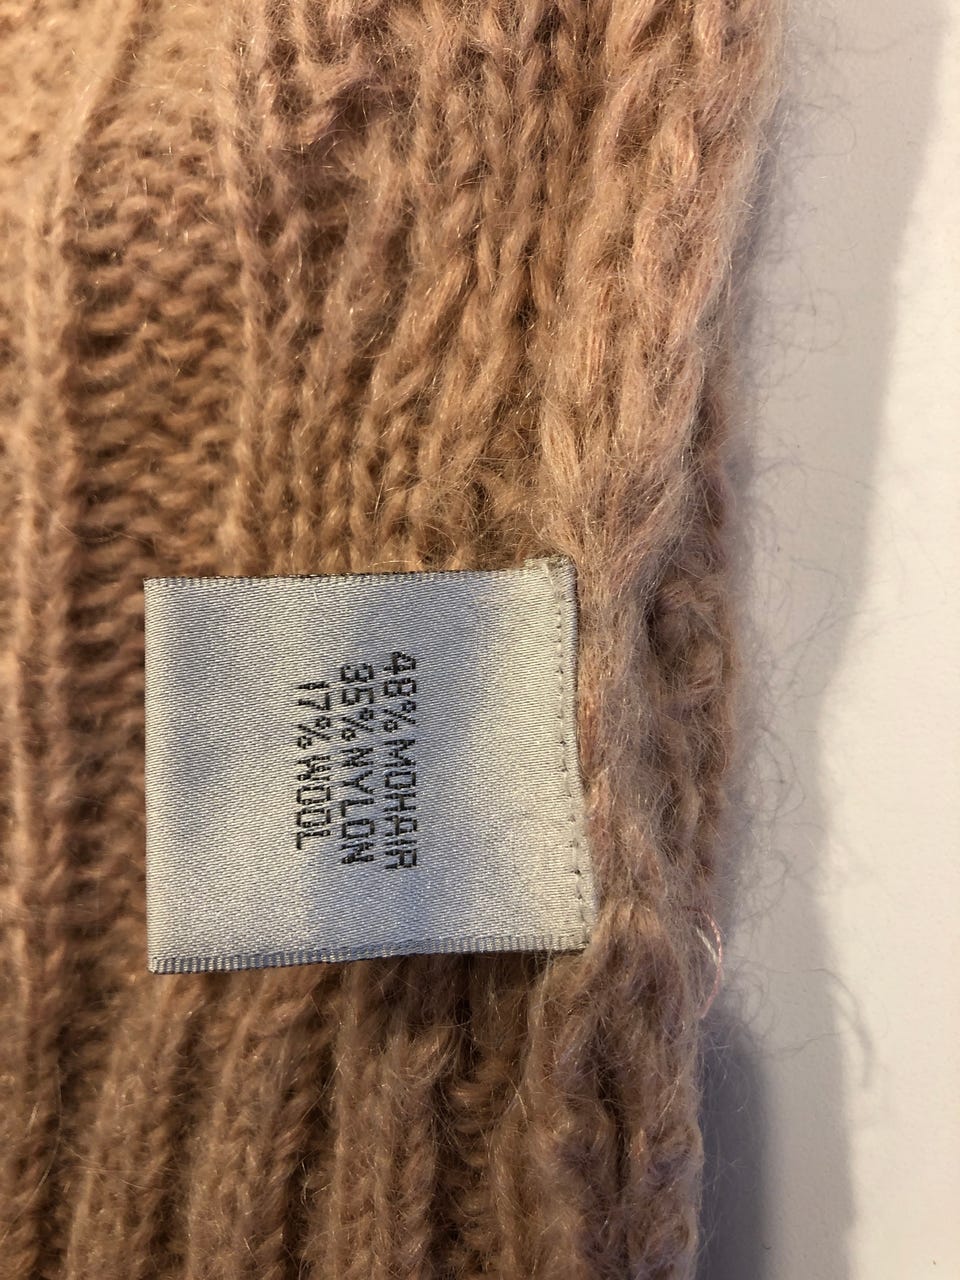 48% MOHAIR
35% NYLON
17% WOOL